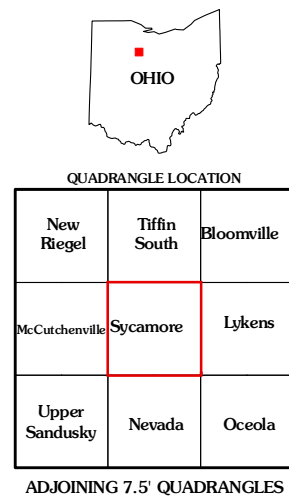 OHIO
QUADRANGLE LOCATION
New
Riegel
Tiffin
South
Bloomville
McCutchenville
Sycamore
Lykens
Upper
Sandusky
Nevada
Oceola
ADJOINING 7.5' QUADRANGLES